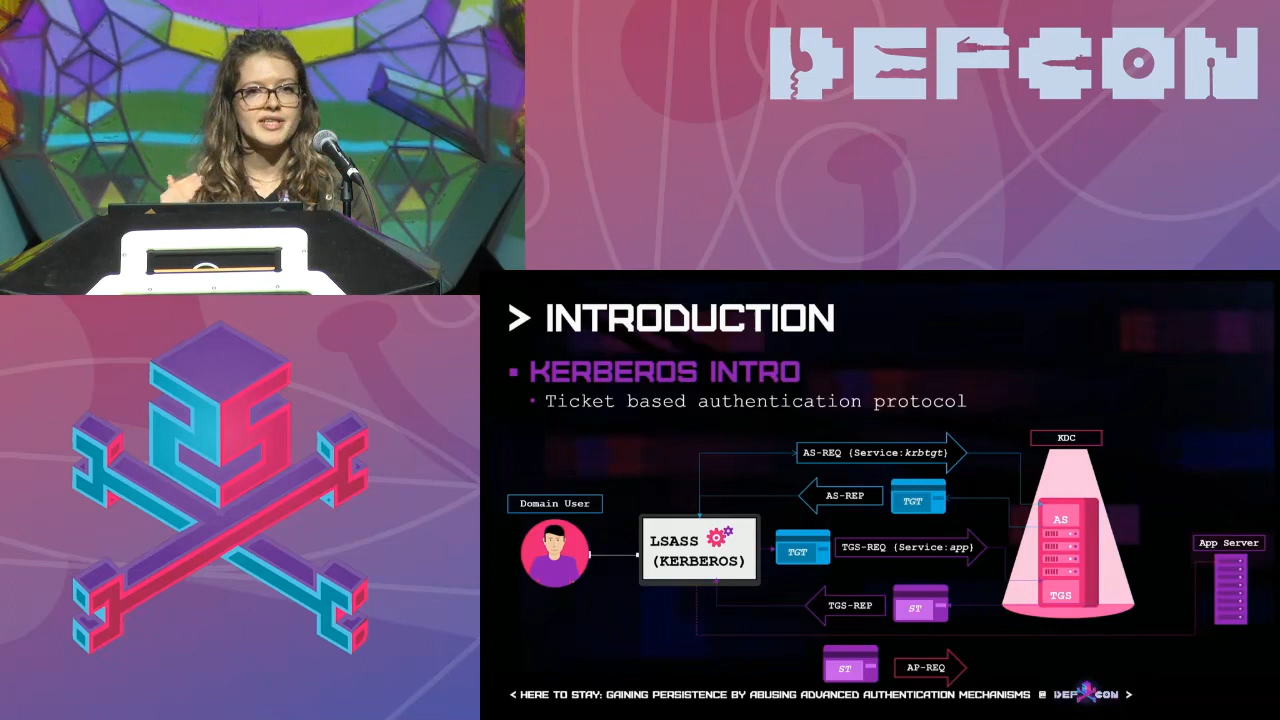 DEFCON
> INTRODUCTION
▪ KERBEROS INTRO
• Ticket based authentication protocol
KDC
AS-REQ {Service:krbtgt}
AS-REP
TGT
Domain User
AS
LSASS
(KERBEROS)
TGT
TGS-REQ {Service:app}
App Server
TGS
TGS-REP
ST
ST
AP-REQ
< HERE TO STAY: GAINING PERSISTENCE BY ABUSING ADVANCED AUTHENTICATION MECHANISMS @ DEF CON >